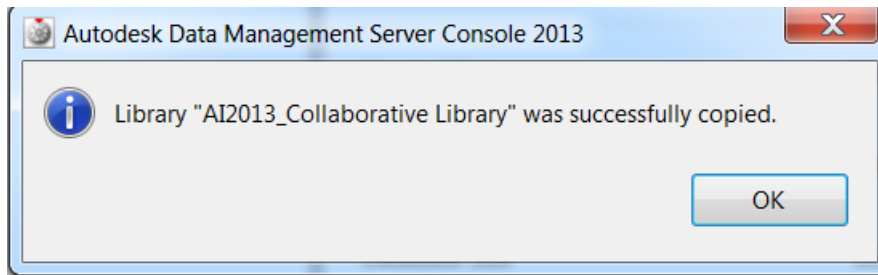 Autodesk Data Management Server Console 2013
Library "AI2013_Collaborative Library" was successfully copied.
OK